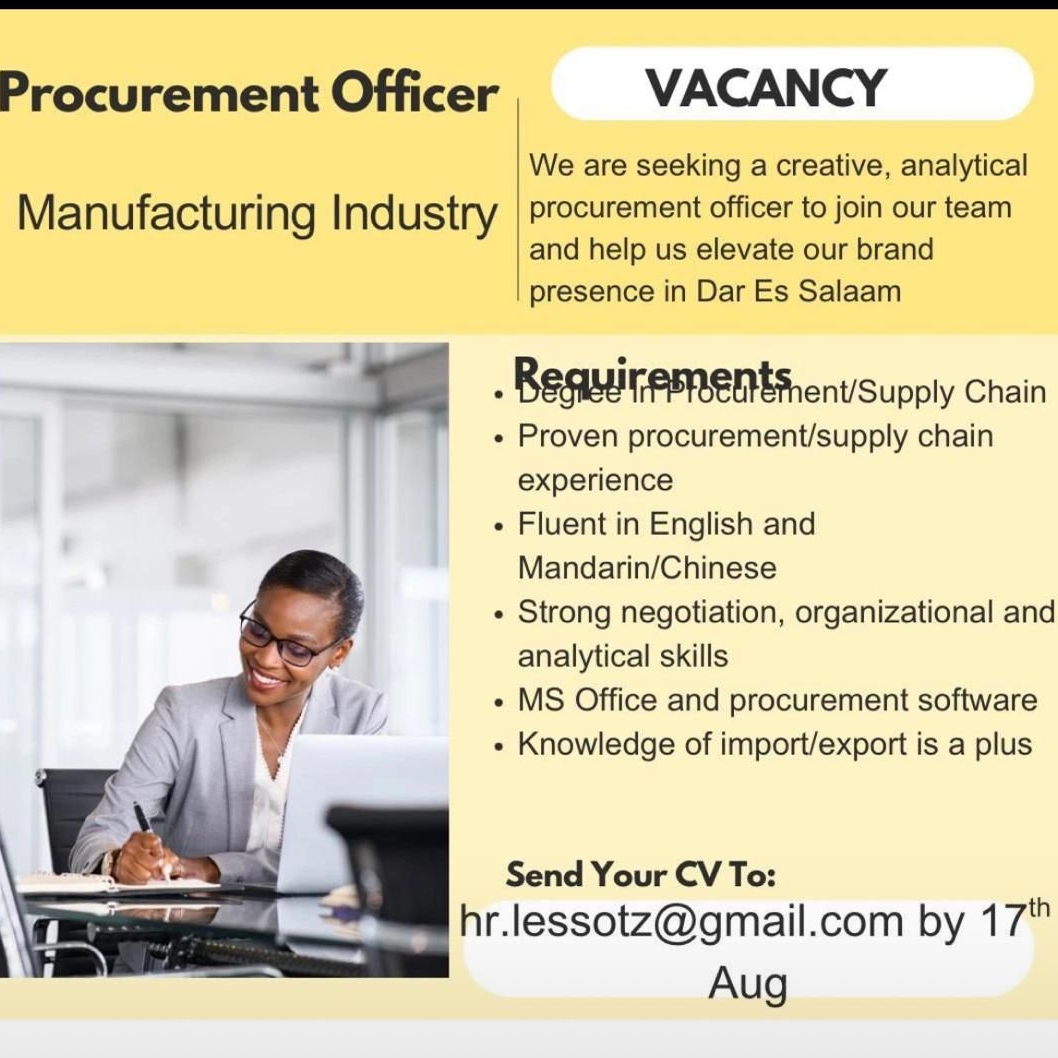 Procurement Officer
Manufacturing Industry
VACANCY
We are seeking a creative, analytical
procurement officer to join our team
and help us elevate our brand
presence in Dar Es Salaam
Requirements
• Degree in Procurement/Supply Chain
• Proven procurement/supply chain
experience
• Fluent in English and
Mandarin/Chinese
• Strong negotiation, organizational and
analytical skills
• MS Office and procurement software
• Knowledge of import/export is a plus
Send Your CV To:
hr.lessotz@gmail.com by 17th
Aug